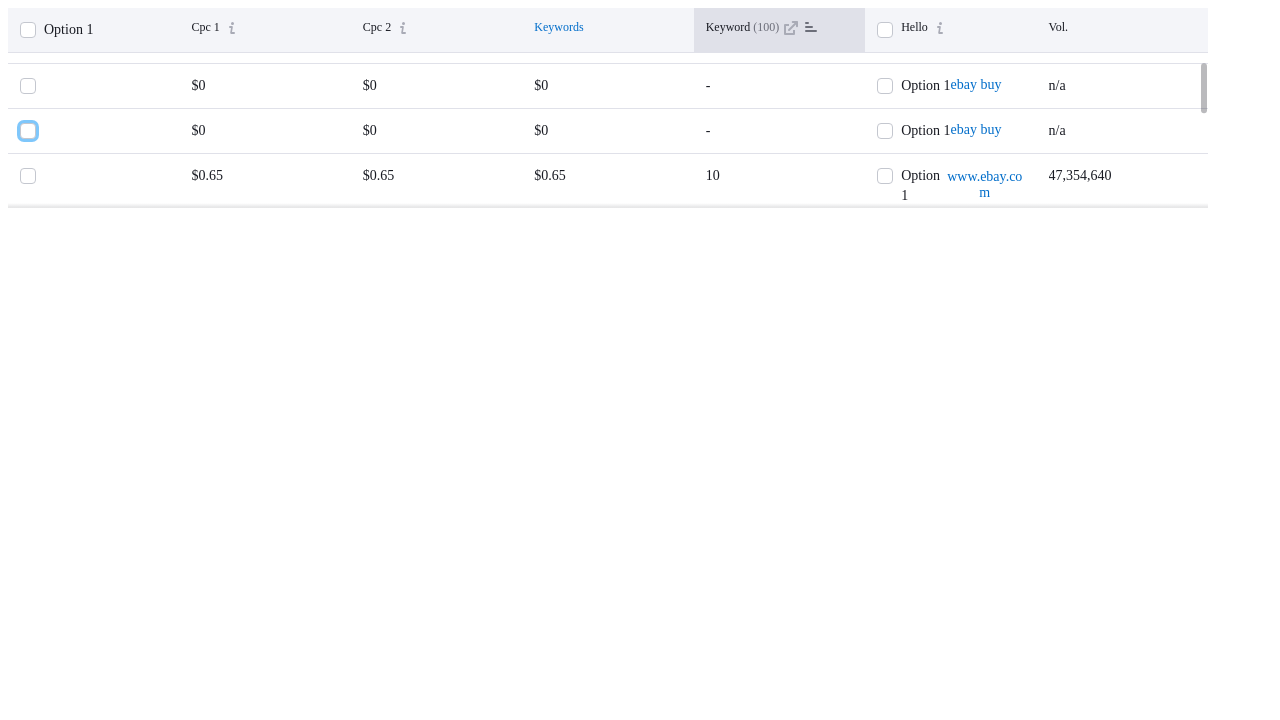 Option 1 Cpc 1 Cpc 2 Keywords Keyword (100) Hello Vol.
$0 $0 $0 - Option 1 ebay buy n/a
$0 $0 $0 - Option 1 ebay buy n/a
$0.65 $0.65 $0.65 10 Option www.ebay.co 47,354,640
1 m